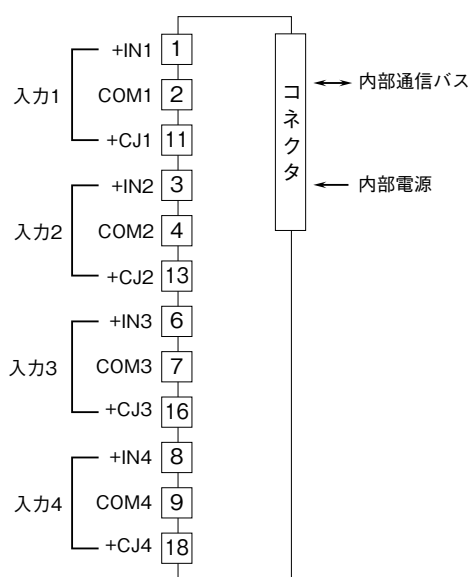 入力1
+IN1 1
COM1 2
+CJ1 11
入力2
+IN2 3
COM2 4
+CJ2 13
入力3
+IN3 6
COM3 7
+CJ3 16
入力4
+IN4 8
COM4 9
+CJ4 18
コネクタ
内部通信バス
内部電源